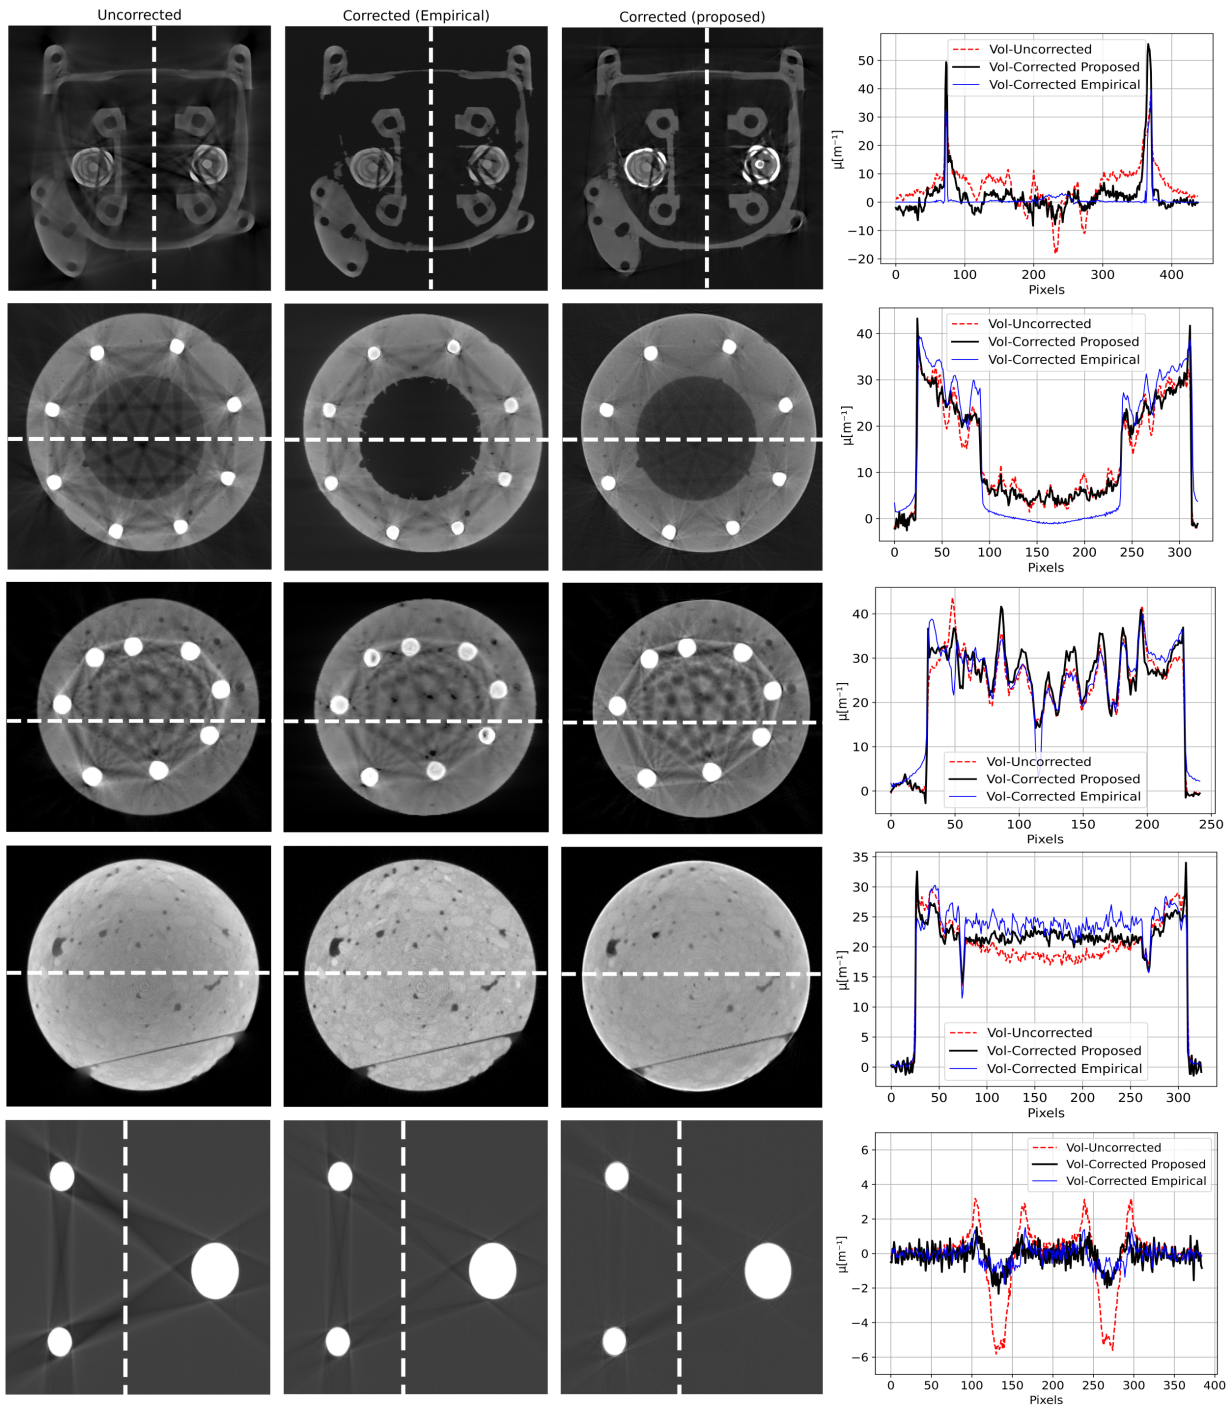 Uncorrected
Corrected (Empirical)
Corrected (proposed)
Vol-Uncorrected
Vol-Corrected Proposed
Vol-Corrected Empirical
50
40
30
20
10
0
−10
−20
μ[m⁻¹]
0 100 200 300 400
Pixels
Vol-Uncorrected
Vol-Corrected Proposed
Vol-Corrected Empirical
40
30
20
10
0
μ[m⁻¹]
0 50 100 150 200 250 300
Pixels
40
30
20
10
0
μ[m⁻¹]
Vol-Uncorrected
Vol-Corrected Proposed
Vol-Corrected Empirical
0 50 100 150 200 250
Pixels
35
30
25
20
15
10
5
0
μ[m⁻¹]
Vol-Uncorrected
Vol-Corrected Proposed
Vol-Corrected Empirical
0 50 100 150 200 250 300
Pixels
Vol-Uncorrected
Vol-Corrected Proposed
Vol-Corrected Empirical
6
4
2
0
−2
−4
−6
μ[m⁻¹]
0 50 100 150 200 250 300 350 400
Pixels